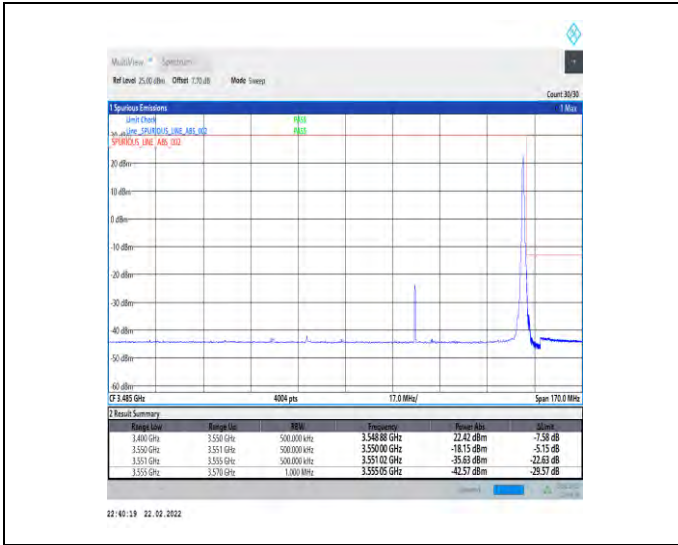 MultiView Spectrum
Ref Level 25.00 dBm Offset 7.70 dB Mode Sweep
Count 30/30
1 Spurious Emissions 1 Max
Limit Check PASS
Line _SPURIOUS_LINE_ABS_002 PASS
SPURIOUS_LINE_ABS_002
20 dBm
10 dBm
0 dBm
-10 dBm
-20 dBm
-30 dBm
-40 dBm
-50 dBm
-60 dBm
CF 3.485 GHz 4004 pts 17.0 MHz/ Span 170.0 MHz
2 Result Summary
Range Low Range Up RBW Frequency Power Abs ΔLimit
3.400 GHz 3.550 GHz 500.000 kHz 3.54888 GHz 22.42 dBm -7.58 dB
3.550 GHz 3.551 GHz 500.000 kHz 3.55000 GHz -18.15 dBm -5.15 dB
3.551 GHz 3.555 GHz 500.000 kHz 3.55102 GHz -35.63 dBm -22.63 dB
3.555 GHz 3.570 GHz 1.000 MHz 3.55505 GHz -42.57 dBm -29.57 dB
22:40:19 22.02.2022